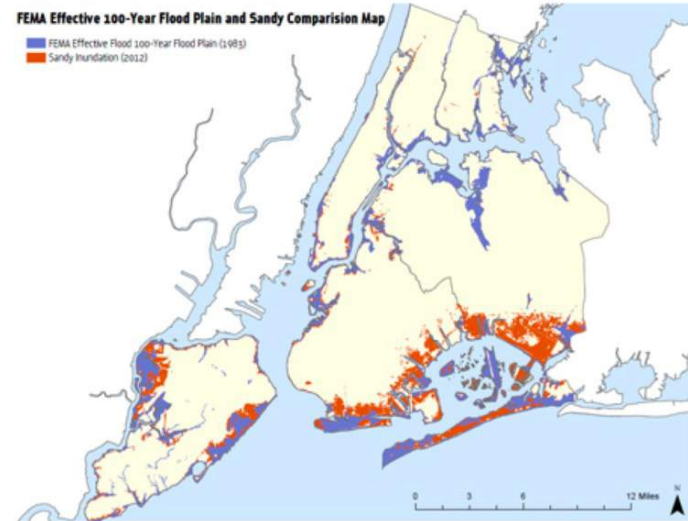 FEMA Effective 100-Year Flood Plain and Sandy Comparision Map
FEMA Effective Flood 100-Year Flood Plain (1983)
Sandy Inundation (2012)
N
0 3 6 12 Miles